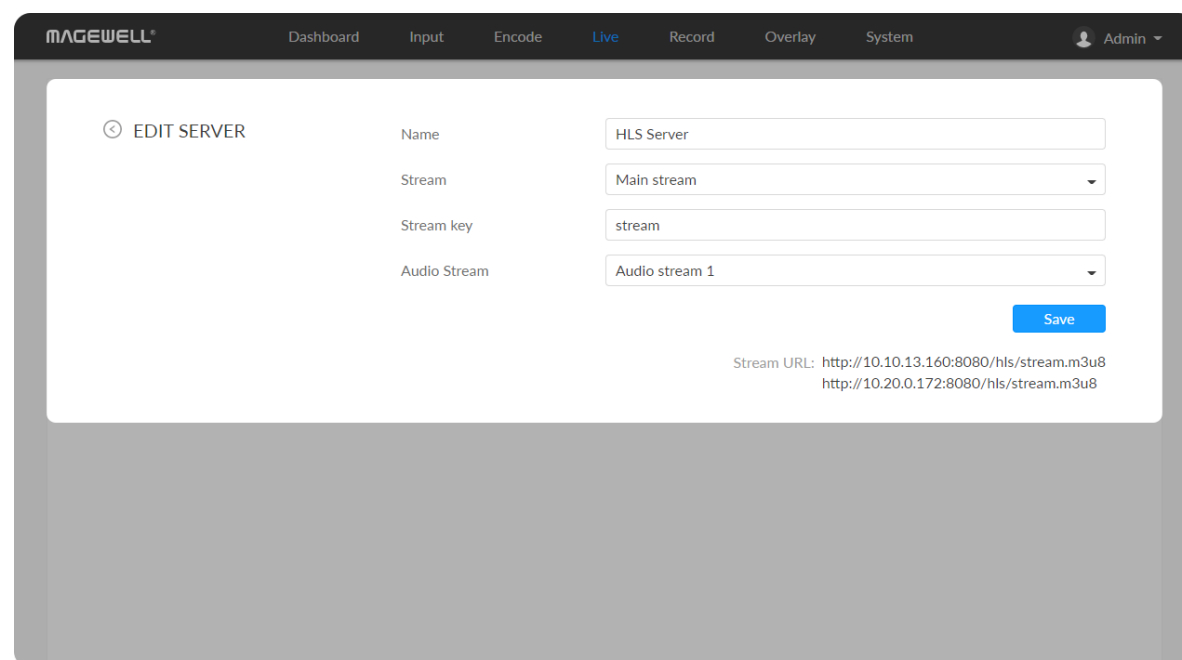 MAGEWELL® Dashboard Input Encode Live Record Overlay System Admin
EDIT SERVER
Name HLS Server
Stream Main stream
Stream key stream
Audio Stream Audio stream 1
Save
Stream URL: http://10.10.13.160:8080/hls/stream.m3u8
http://10.20.0.172:8080/hls/stream.m3u8